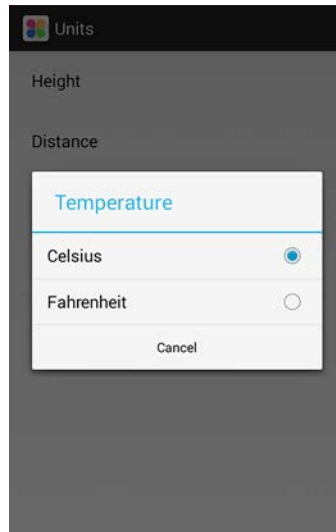 Units
Height
Distance
Temperature
Celsius
Fahrenheit
Cancel